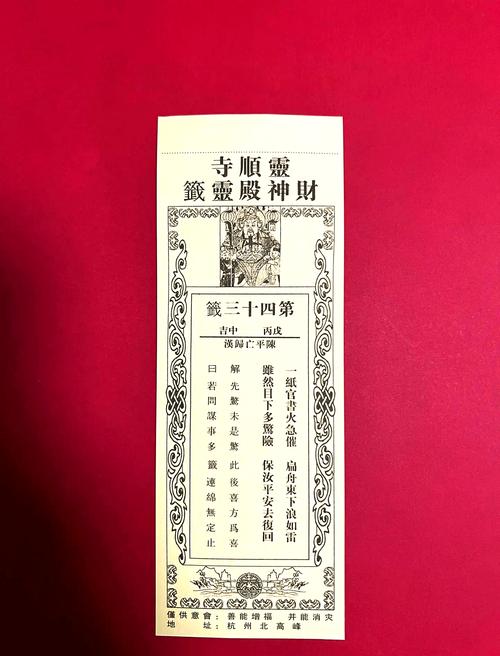 靈順寺
財神殿靈籤
第四十三籤
戊丙 中吉
陳平亡歸漢
一紙官書火急催 扁舟東下浪如雷
雖然目下多驚險 保汝平安去復回
解先驚未是驚 此後喜方爲喜
曰若問謀事多 籤連綿無定止
僅供意會：善能增福 并能消灾
地址：杭州北高峰